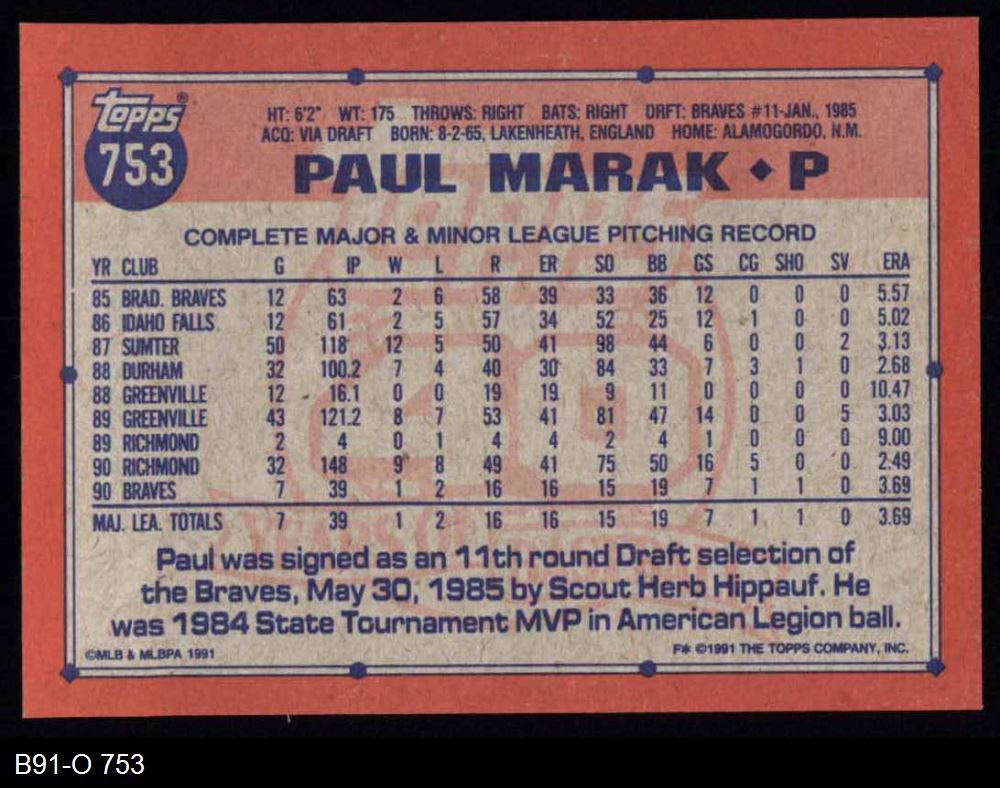 topps®
753
HT: 6'2" WT: 175 THROWS: RIGHT BATS: RIGHT DRFT: BRAVES #11-JAN., 1985
ACQ: VIA DRAFT BORN: 8-2-65, LAKENHEATH, ENGLAND HOME: ALAMOGORDO, N.M.
PAUL MARAK ◆ P
COMPLETE MAJOR & MINOR LEAGUE PITCHING RECORD
YR CLUB G IP W L R ER SO BB GS CG SHO SV ERA
85 BRAD. BRAVES 12 63 2 6 58 39 33 36 12 0 0 0 5.57
86 IDAHO FALLS 12 61 2 5 57 34 52 25 12 1 0 0 5.02
87 SUMTER 50 118 12 5 50 41 98 44 6 0 0 2 3.13
88 DURHAM 32 100.2 7 4 40 30 84 33 7 3 1 0 2.68
88 GREENVILLE 12 16.1 0 0 19 19 9 11 0 0 0 0 10.47
89 GREENVILLE 43 121.2 8 7 53 41 81 47 14 0 0 5 3.03
89 RICHMOND 2 4 0 1 4 4 2 4 1 0 0 0 9.00
90 RICHMOND 32 148 9 8 49 41 75 50 16 5 0 0 2.49
90 BRAVES 7 39 1 2 16 16 15 19 7 1 1 0 3.69
MAJ. LEA. TOTALS 7 39 1 2 16 16 15 19 7 1 1 0 3.69
Paul was signed as an 11th round Draft selection of
the Braves, May 30, 1985 by Scout Herb Hippauf. He
was 1984 State Tournament MVP in American Legion ball.
©MLB & MLBPA 1991 F* ©1991 THE TOPPS COMPANY, INC.
B91-O 753